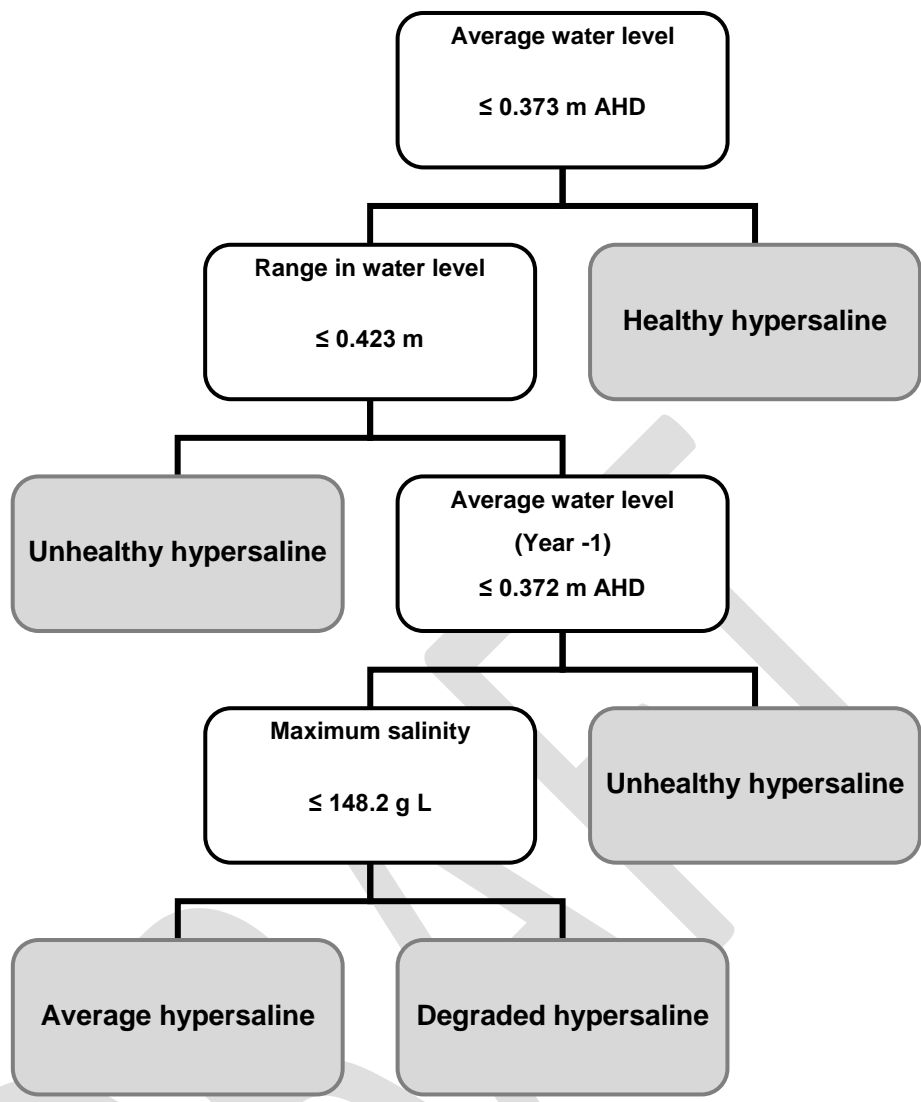 Average water level
≤ 0.373 m AHD
Range in water level
≤ 0.423 m
Healthy hypersaline
Unhealthy hypersaline
Average water level
(Year -1)
≤ 0.372 m AHD
Maximum salinity
≤ 148.2 g L
Unhealthy hypersaline
Average hypersaline
Degraded hypersaline